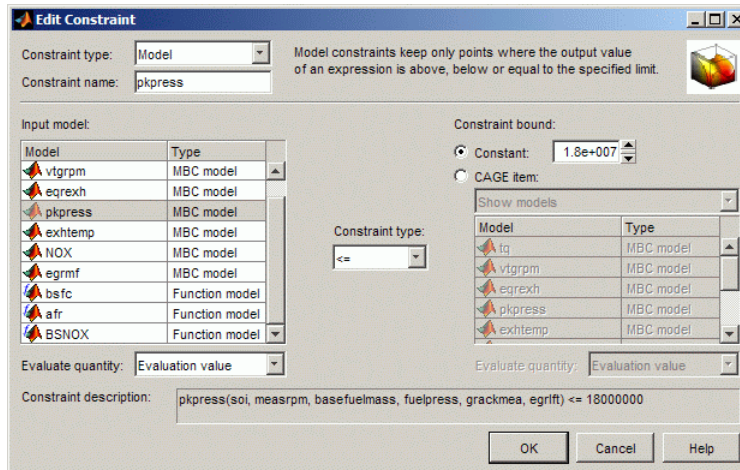 Edit Constraint
Constraint type: Model
Model constraints keep only points where the output value
of an expression is above, below or equal to the specified limit.
Constraint name: pkpress
Input model:
Model Type
vtgrpm MBC model
eqrexh MBC model
pkpress MBC model
exhtemp MBC model
NOX MBC model
egrmf MBC model
bsfc Function model
afr Function model
BSNOX Function model
Evaluate quantity: Evaluation value
Constraint type:
<=
Constraint bound:
Constant: 1.8e+007
CAGE item:
Show models
Model Type
tq MBC model
vtgrpm MBC model
eqrexh MBC model
pkpress MBC model
exhtemp MBC model
Evaluate quantity: Evaluation value
Constraint description: pkpress(soi, measrpm, basefuelmass, fuelpress, grackmea, egrlft) <= 18000000
OK Cancel Help